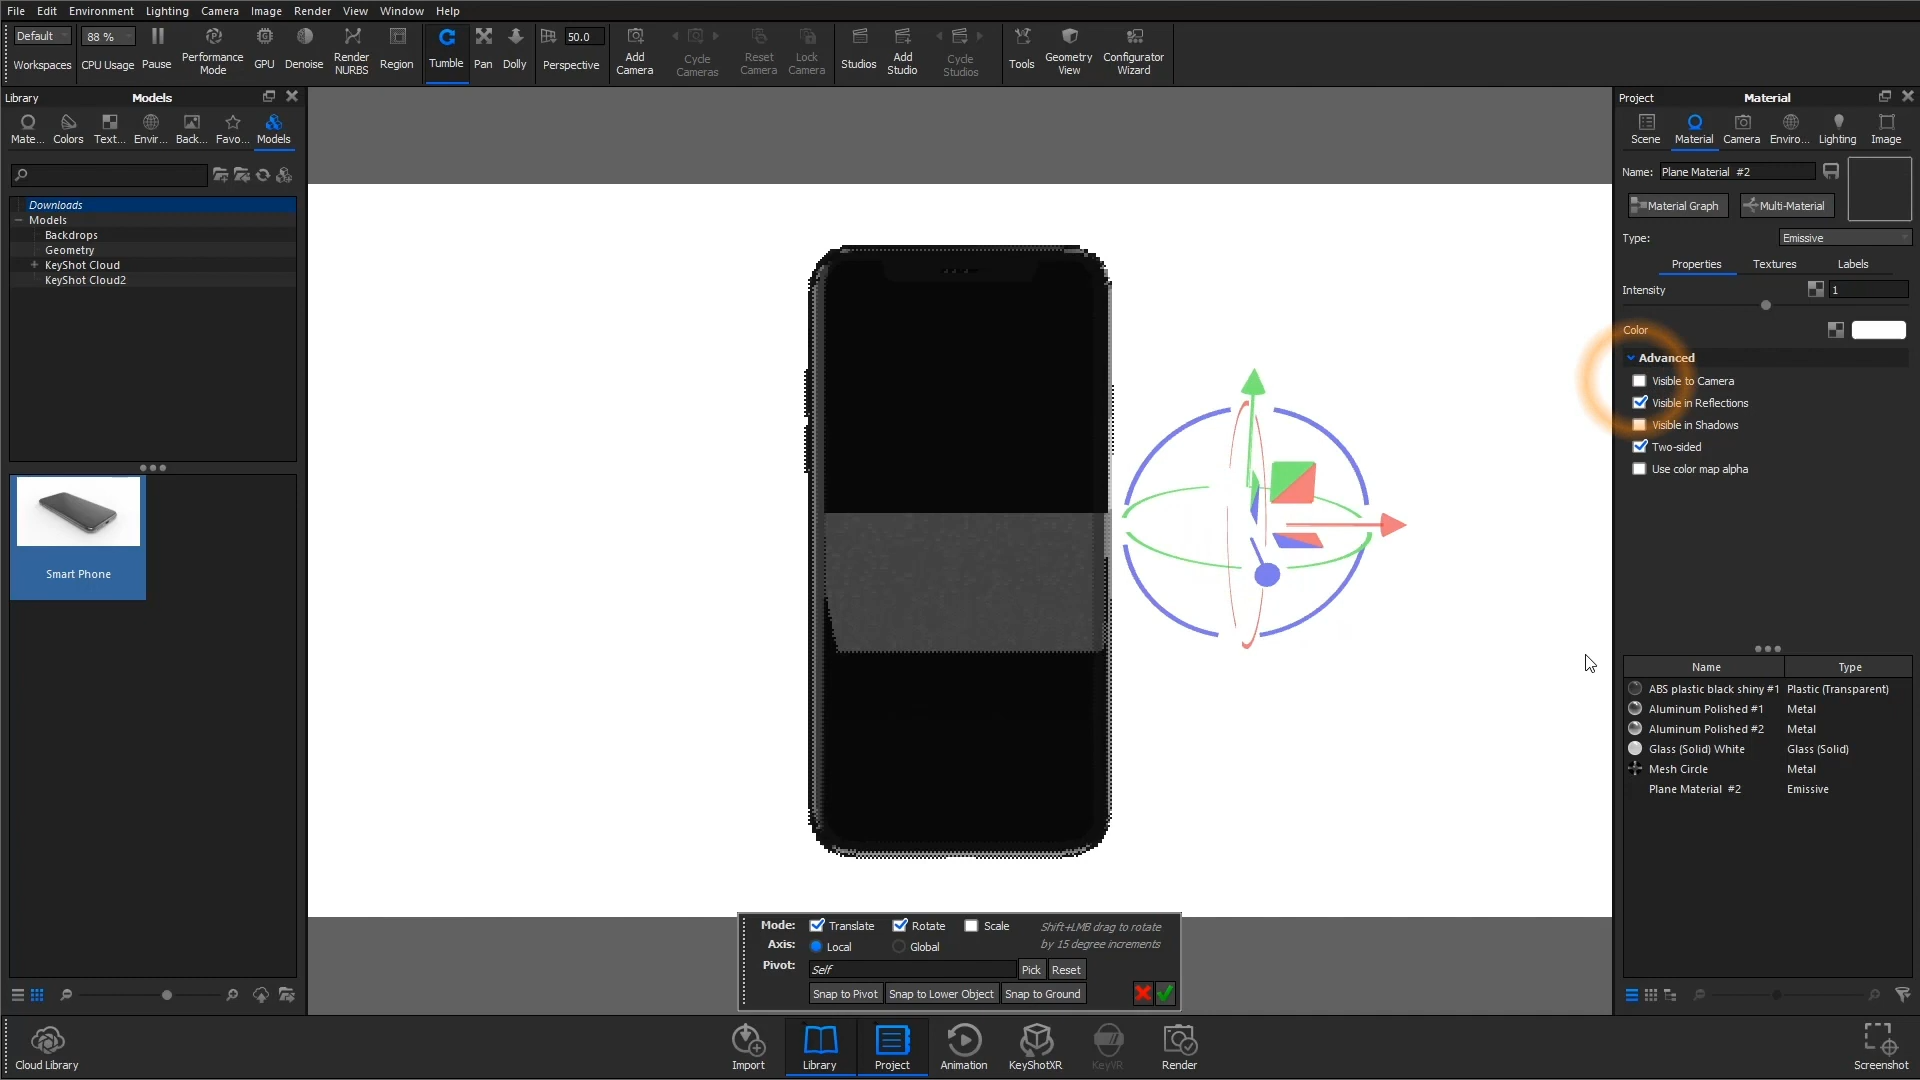 File Edit Environment Lighting Camera Image Render View Window Help
Default 88 % 50.0
Workspaces CPU Usage Pause Performance Mode GPU Denoise Render NURBS Region Tumble Pan Dolly Perspective Add Camera Cycle Cameras Reset Camera Lock Camera Studios Add Studio Cycle Studios Tools Geometry View Configurator Wizard
Library Models
Mate... Colors Text... Envir... Back... Favo... Models
Downloads
Models
Backdrops
Geometry
KeyShot Cloud
KeyShot Cloud2
Smart Phone
Project Material
Scene Material Camera Enviro... Lighting Image
Name: Plane Material #2
Material Graph Multi-Material
Type: Emissive
Properties Textures Labels
Intensity 1
Color
Advanced
Visible to Camera
Visible in Reflections
Visible in Shadows
Two-sided
Use color map alpha
Name Type
ABS plastic black shiny #1 Plastic (Transparent)
Aluminum Polished #1 Metal
Aluminum Polished #2 Metal
Glass (Solid) White Glass (Solid)
Mesh Circle Metal
Plane Material #2 Emissive
Mode: Translate Rotate Scale Shift+LMB drag to rotate
Axis: Local Global by 15 degree increments
Pivot: Self Pick Reset
Snap to Pivot Snap to Lower Object Snap to Ground
Cloud Library Import Library Project Animation KeyShotXR KeyVR Render Screenshot